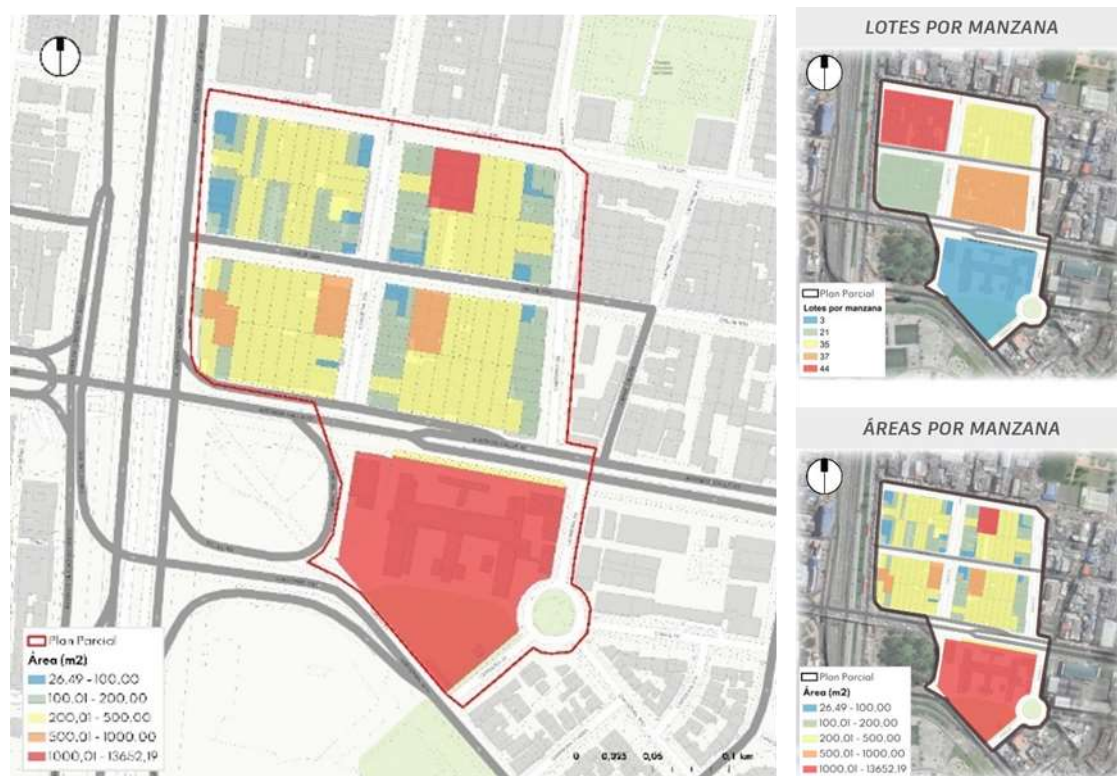 Plan Parcial
Área (m2)
26,49 - 100,00
100,01 - 200,00
200,01 - 500,00
500,01 - 1000,00
1000,01 - 13652,19
0 0,025 0,05 0,1 km
LOTES POR MANZANA
Plan Parcial
Lotes por manzana
3
21
35
37
44
ÁREAS POR MANZANA
Plan Parcial
Área (m2)
26,49 - 100,00
100,01 - 200,00
200,01 - 500,00
500,01 - 1000,00
1000,01 - 13652,19